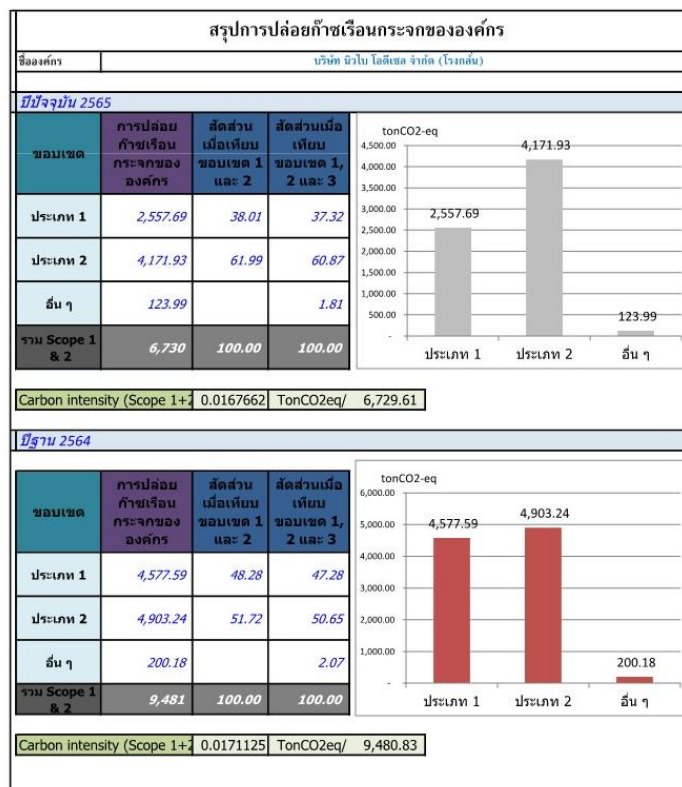 สรุปการปล่อยก๊าซเรือนกระจกขององค์กร
ชื่อองค์กร บริษัท นิวไบ โอดีเซล จำกัด (โรงกลั่น)
ปีปัจจุบัน 2565
ขอบเขต การปล่อยก๊าซเรือนกระจกขององค์กร สัดส่วนเมื่อเทียบขอบเขต 1 และ 2 สัดส่วนเมื่อเทียบขอบเขต 1, 2 และ 3
ประเภท 1 2,557.69 38.01 37.32
ประเภท 2 4,171.93 61.99 60.87
อื่น ๆ 123.99 1.81
รวม Scope 1 & 2 6,730 100.00 100.00
tonCO2-eq
4,500.00
4,000.00
3,500.00
3,000.00
2,500.00
2,000.00
1,500.00
1,000.00
500.00
-
2,557.69
4,171.93
123.99
ประเภท 1 ประเภท 2 อื่น ๆ
Carbon intensity (Scope 1+2 0.0167662 TonCO2eq/ 6,729.61
ปีฐาน 2564
ขอบเขต การปล่อยก๊าซเรือนกระจกขององค์กร สัดส่วนเมื่อเทียบขอบเขต 1 และ 2 สัดส่วนเมื่อเทียบขอบเขต 1, 2 และ 3
ประเภท 1 4,577.59 48.28 47.28
ประเภท 2 4,903.24 51.72 50.65
อื่น ๆ 200.18 2.07
รวม Scope 1 & 2 9,481 100.00 100.00
tonCO2-eq
6,000.00
5,000.00
4,000.00
3,000.00
2,000.00
1,000.00
-
4,577.59
4,903.24
200.18
ประเภท 1 ประเภท 2 อื่น ๆ
Carbon intensity (Scope 1+2 0.0171125 TonCO2eq/ 9,480.83